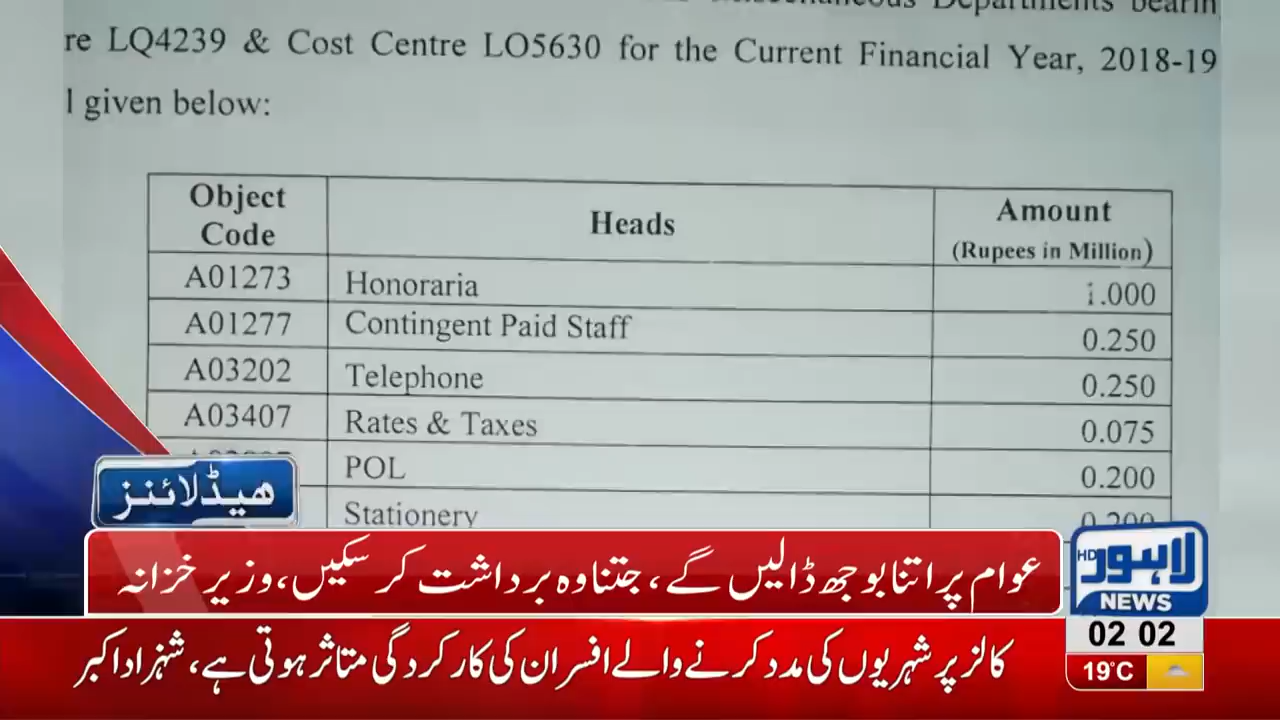 Departments bearin
re LQ4239 & Cost Centre LO5630 for the Current Financial Year, 2018-19
given below:
Object Code Heads Amount (Rupees in Million)
A01273 Honoraria 1.000
A01277 Contingent Paid Staff 0.250
A03202 Telephone 0.250
A03407 Rates & Taxes 0.075
POL 0.200
Stationery 0.200
ہیڈلائنز
عوام پر اتنا بوجھ ڈالیں گے، جتنا وہ برداشت کر سکیں، وزیر خزانہ
لاہور HD
NEWS
02 02
کالز پر شہریوں کی مدد کرنے والے افسران کی کارکردگی متاثر ہوتی ہے، شہزاد اکبر
19°C